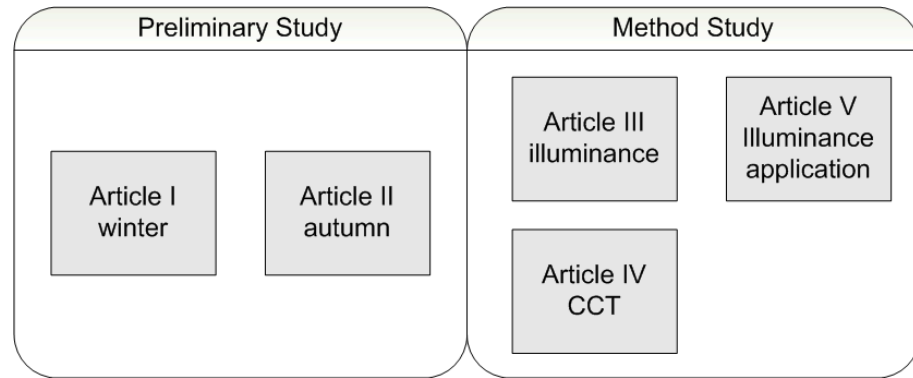 Preliminary Study
Article I
winter
Article II
autumn
Method Study
Article III
illuminance
Article V
Illuminance
application
Article IV
CCT